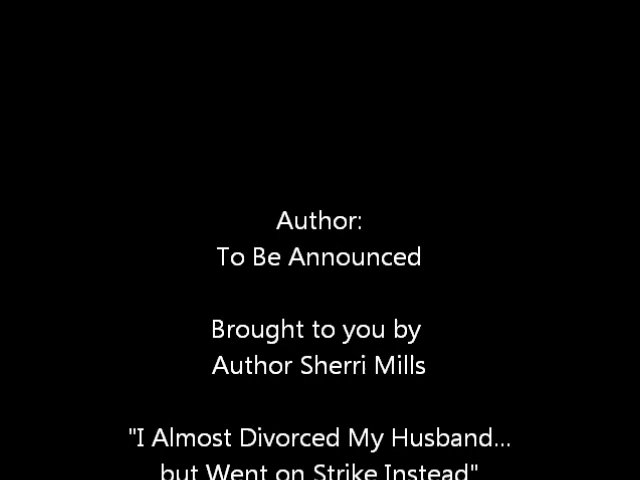 Author:
To Be Announced
Brought to you by
Author Sherri Mills
"I Almost Divorced My Husband...
but Went on Strike Instead"